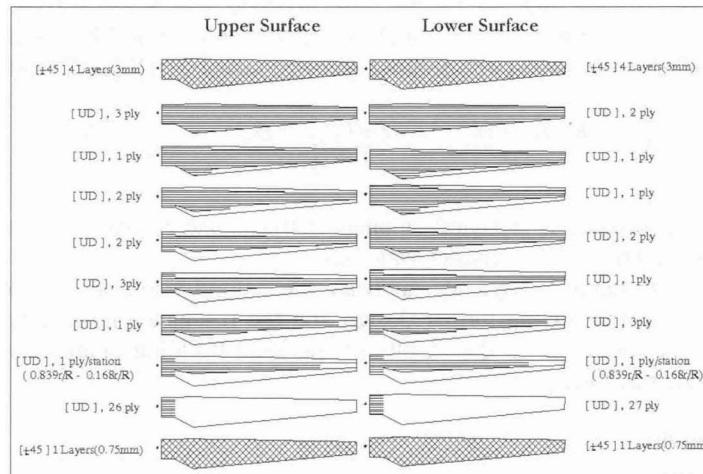 Upper Surface Lower Surface
[±45] 4 Layers(3mm) [±45] 4 Layers(3mm)
[ UD ] , 3 ply [ UD ] , 2 ply
[ UD ] , 1 ply [ UD ] , 1 ply
[ UD ] , 2 ply [ UD ] , 1 ply
[ UD ] , 2 ply [ UD ] , 2 ply
[ UD ] , 3ply [ UD ] , 1ply
[ UD ] , 1 ply [ UD ] , 3ply
[ UD ] , 1 ply/station [ UD ] , 1 ply/station
( 0.839r/R - 0.168r/R) ( 0.839r/R - 0.168r/R)
[ UD ] , 26 ply [ UD ] , 27 ply
[±45] 1 Layers(0.75mm) [±45] 1 Layers(0.75mm